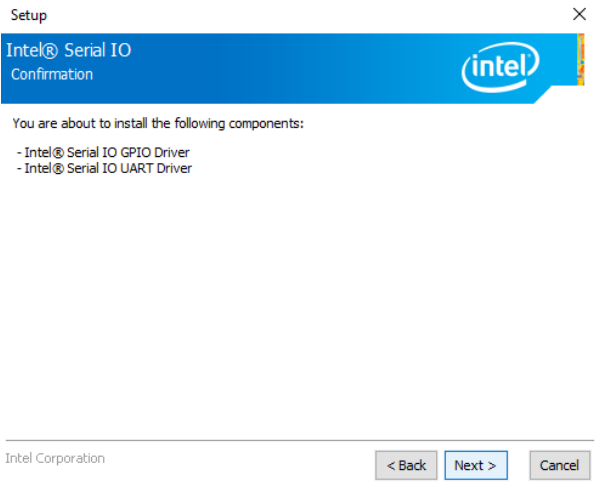 Setup
Intel® Serial IO
Confirmation
intel
You are about to install the following components:
- Intel® Serial IO GPIO Driver
- Intel® Serial IO UART Driver
Intel Corporation
< Back
Next >
Cancel